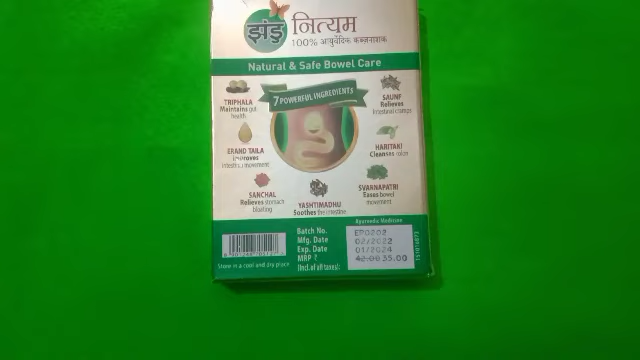 झंडु
नित्यम
100% आयुर्वेदिक कब्ज़नाशक
Natural & Safe Bowel Care
7 POWERFUL INGREDIENTS
TRIPHALA
Maintains gut
health
SAUNF
Relieves
intestinal cramps
ERAND TAILA
Improves
intestinal movement
HARITAKI
Cleanses colon
SANCHAL
Relieves stomach
bloating
YASHTIMADHU
Soothes the intestine
SVARNAPATRI
Eases bowel
movement
Ayurvedic Medicine
Batch No.
Mfg. Date
Exp. Date
MRP ₹
(Incl. of all taxes):
EP0202
02/2022
01/2024
42.00 35.00
Store in a cool and dry place